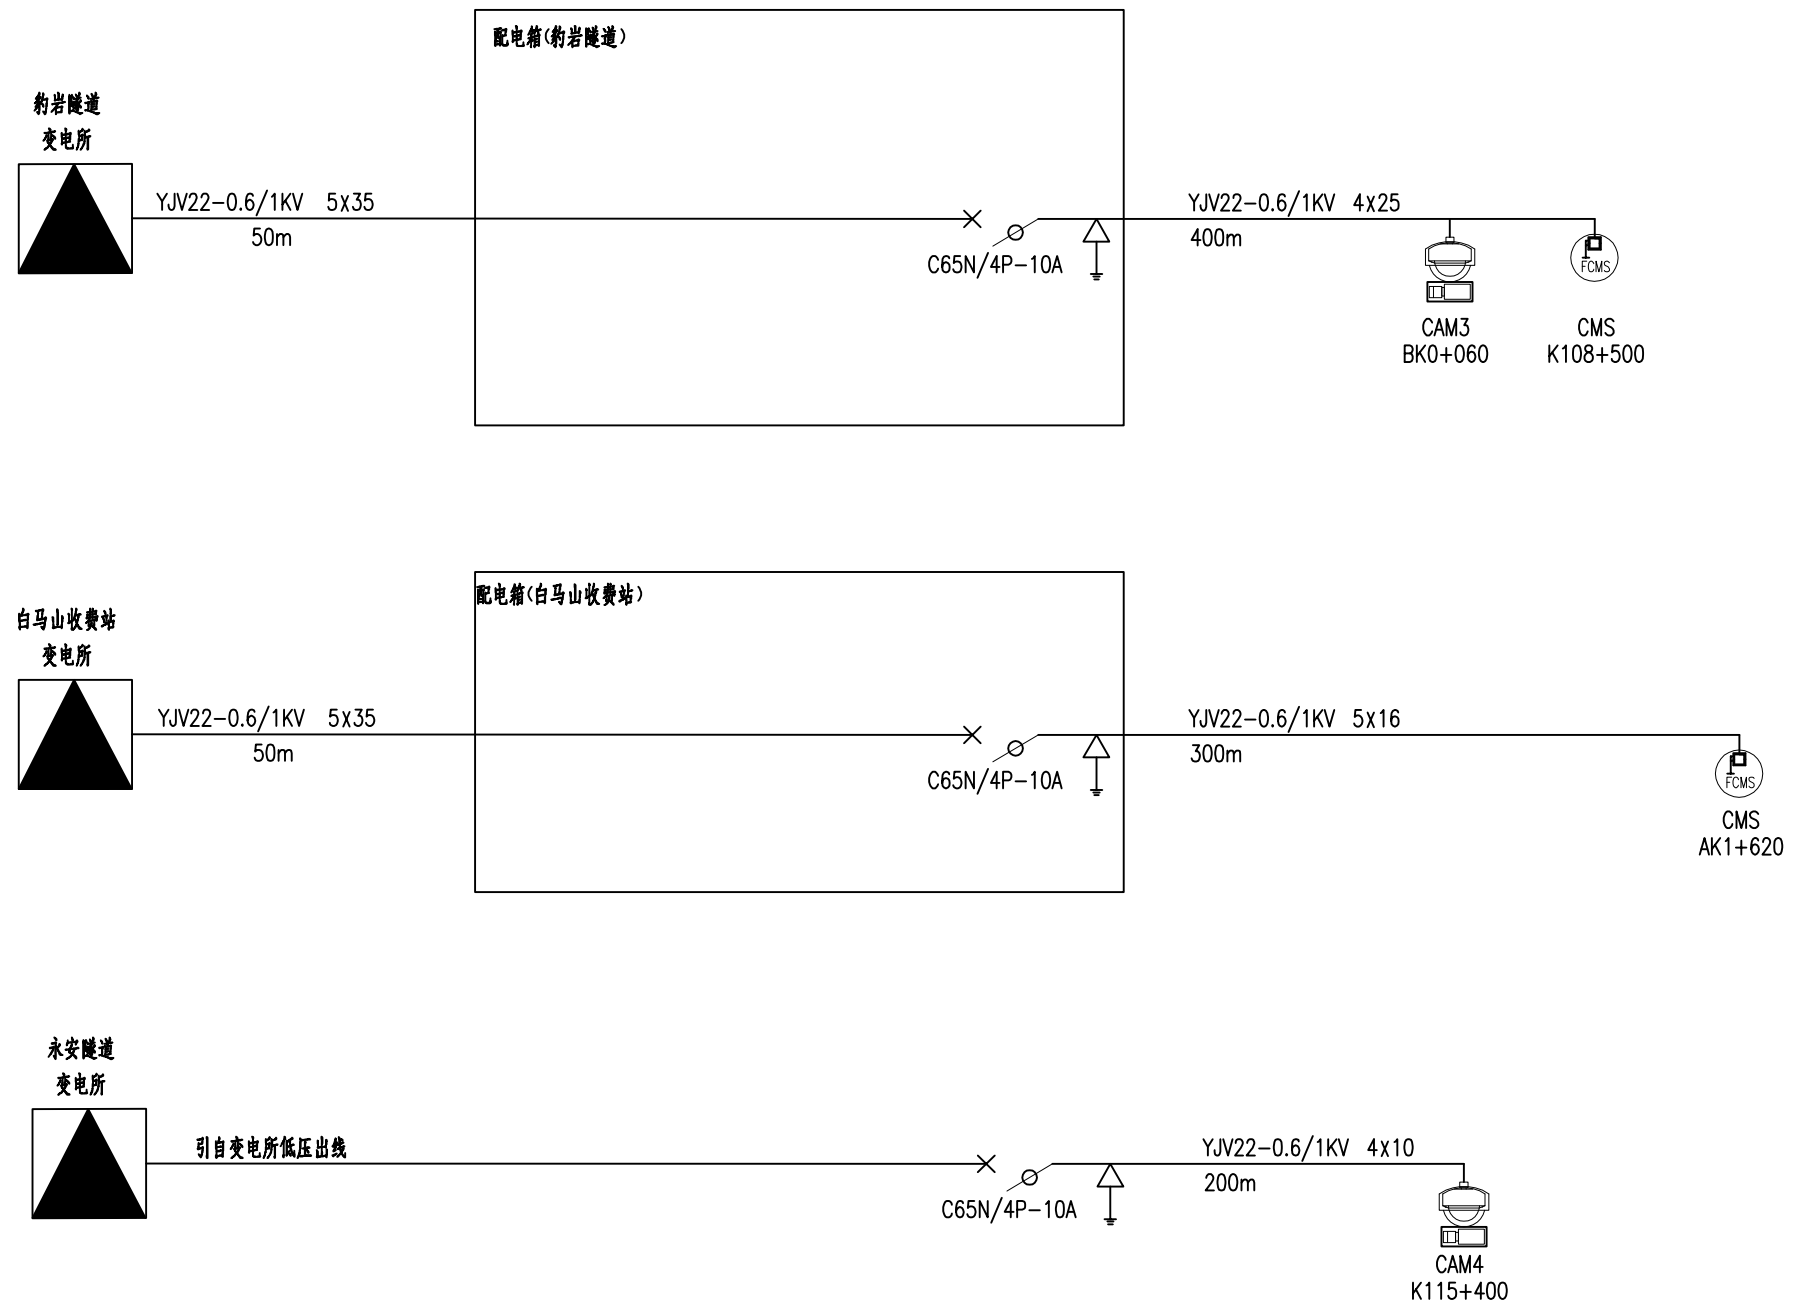 配电箱(豹岩隧道)
豹岩隧道
变电所
YJV22-0.6/1KV 5X35
50m
C65N/4P-10A
YJV22-0.6/1KV 4X25
400m
FCMS
CAM3
BK0+060
CMS
K108+500
配电箱(白马山收费站)
白马山收费站
变电所
YJV22-0.6/1KV 5X35
50m
C65N/4P-10A
YJV22-0.6/1KV 5X16
300m
FCMS
CMS
AK1+620
永安隧道
变电所
引自变电所低压出线
C65N/4P-10A
YJV22-0.6/1KV 4X10
200m
CAM4
K115+400